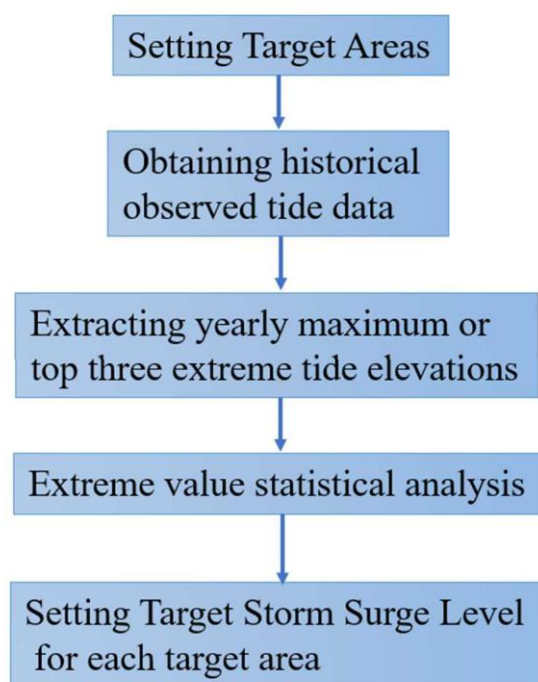 Setting Target Areas
Obtaining historical
observed tide data
Extracting yearly maximum or
top three extreme tide elevations
Extreme value statistical analysis
Setting Target Storm Surge Level
for each target area